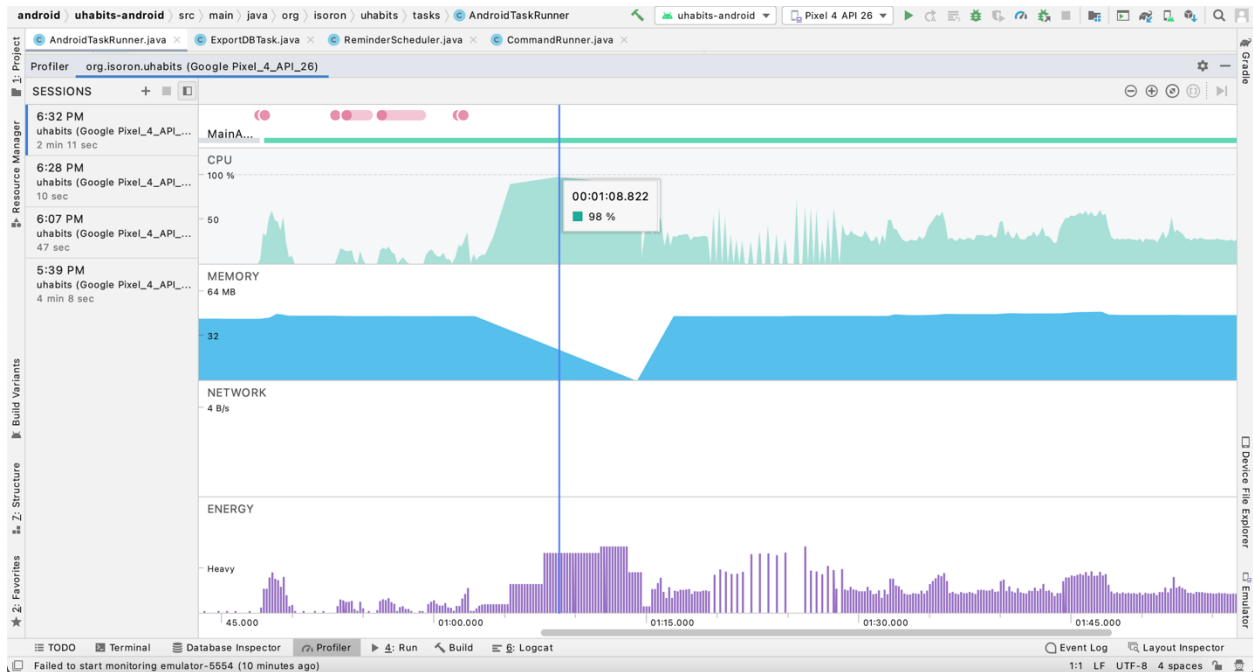 android uhabits-android src main java org isoron uhabits tasks AndroidTaskRunner uhabits-android Pixel 4 API 26
AndroidTaskRunner.java ExportDBTask.java ReminderScheduler.java CommandRunner.java
Profiler org.isoron.uhabits (Google Pixel_4_API_26)
SESSIONS
6:32 PM
uhabits (Google Pixel_4_API_...
2 min 11 sec
6:28 PM
uhabits (Google Pixel_4_API_...
10 sec
6:07 PM
uhabits (Google Pixel_4_API_...
47 sec
5:39 PM
uhabits (Google Pixel_4_API_...
4 min 8 sec
MainA...
CPU
100 %
50
00:01:08.822
98 %
MEMORY
64 MB
32
NETWORK
4 B/s
ENERGY
Heavy
45.000 01:00.000 01:15.000 01:30.000 01:45.000
1: Project
Resource Manager
Build Variants
7: Structure
2: Favorites
Gradle
Device File Explorer
Emulator
TODO Terminal Database Inspector Profiler 4: Run Build 6: Logcat Event Log Layout Inspector
Failed to start monitoring emulator-5554 (10 minutes ago) 1:1 LF UTF-8 4 spaces